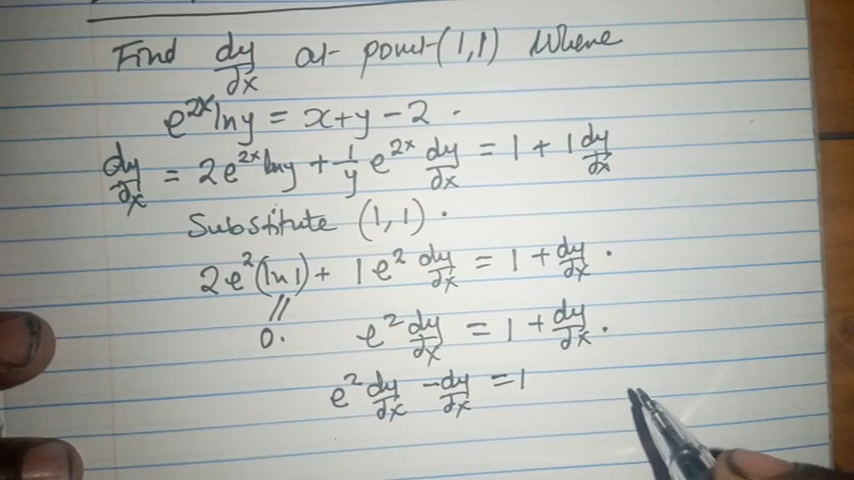 Find dy/dx at point (1,1) where
e^2x ln y = x+y-2.
dy/dx = 2e^2x ln y + 1/y e^2x dy/dx = 1 + 1 dy/dx
Substitute (1,1).
2e^2 (ln 1) + 1e^2 dy/dx = 1 + dy/dx.
//
0. e^2 dy/dx = 1 + dy/dx.
e^2 dy/dx - dy/dx = 1